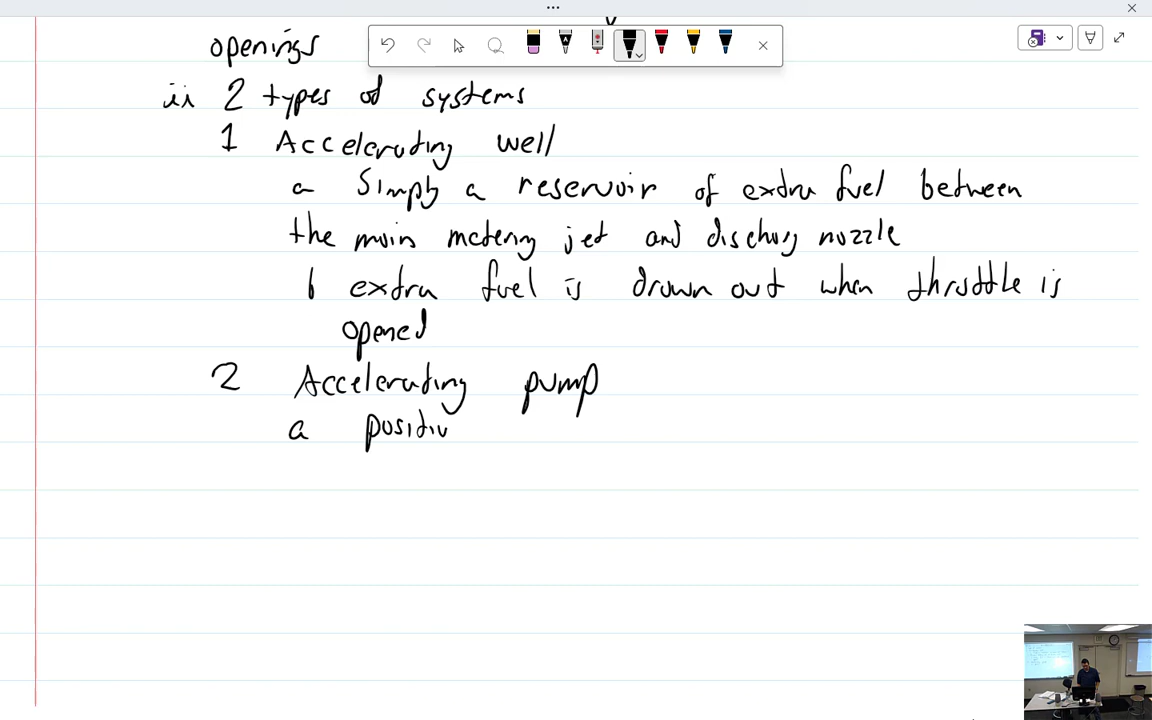 openings
ii 2 types of systems
1 Accelerating well
a Simply a reservoir of extra fuel between
the main metering jet and discharg nozzle
b extra fuel is drawn out when throttle is
opened
2 Accelerating pump
a positiv